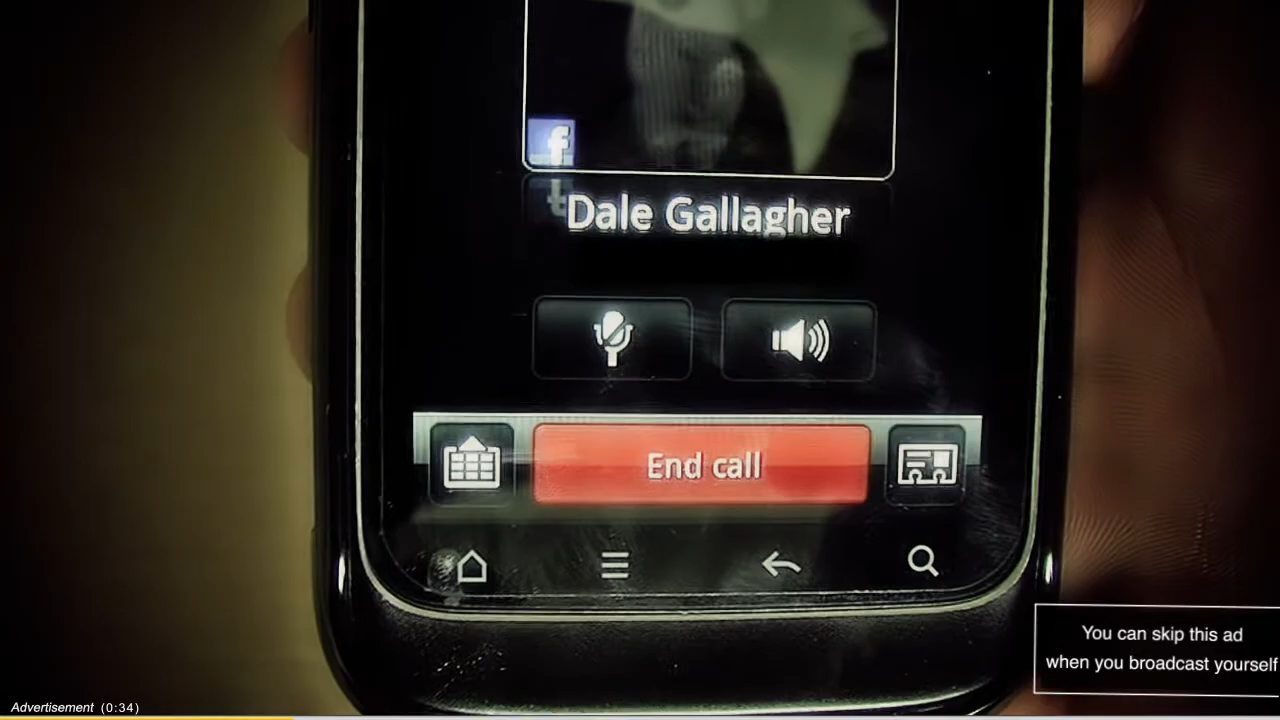 f
Dale Gallagher
End call
You can skip this ad
when you broadcast yourself
Advertisement (0:34)